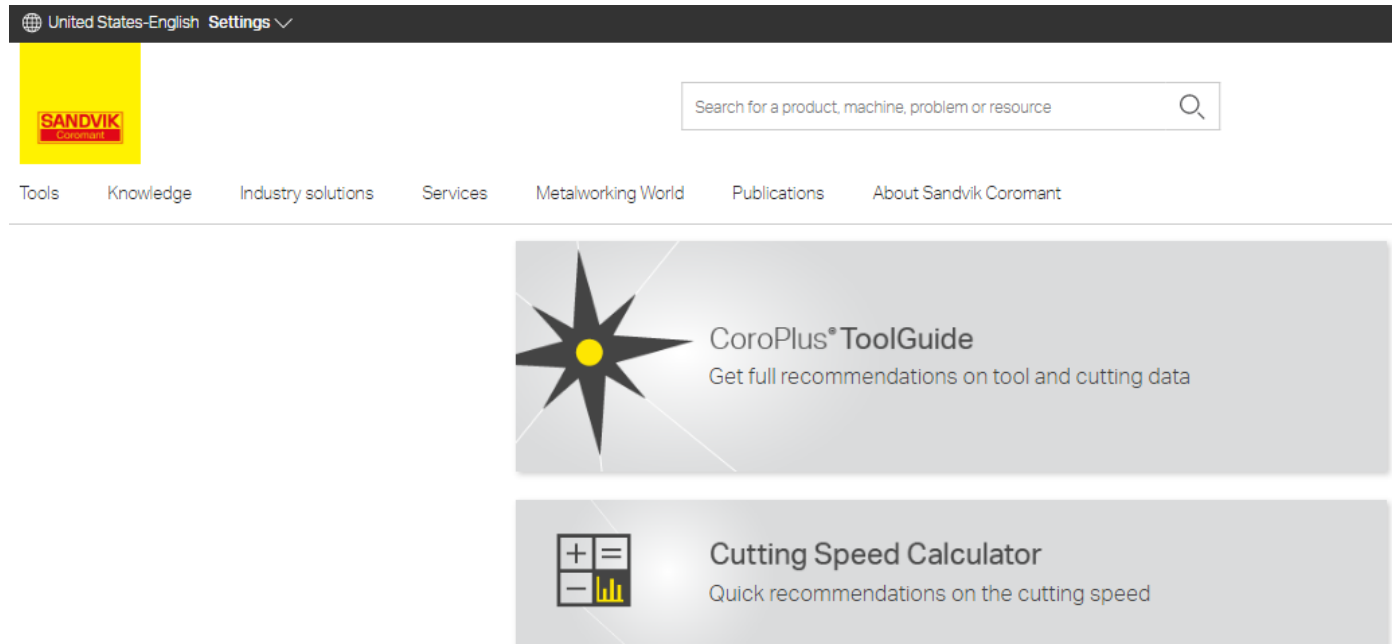 United States-English Settings
SANDVIK
Coromant
Search for a product, machine, problem or resource
Tools Knowledge Industry solutions Services Metalworking World Publications About Sandvik Coromant
CoroPlus® ToolGuide
Get full recommendations on tool and cutting data
Cutting Speed Calculator
Quick recommendations on the cutting speed